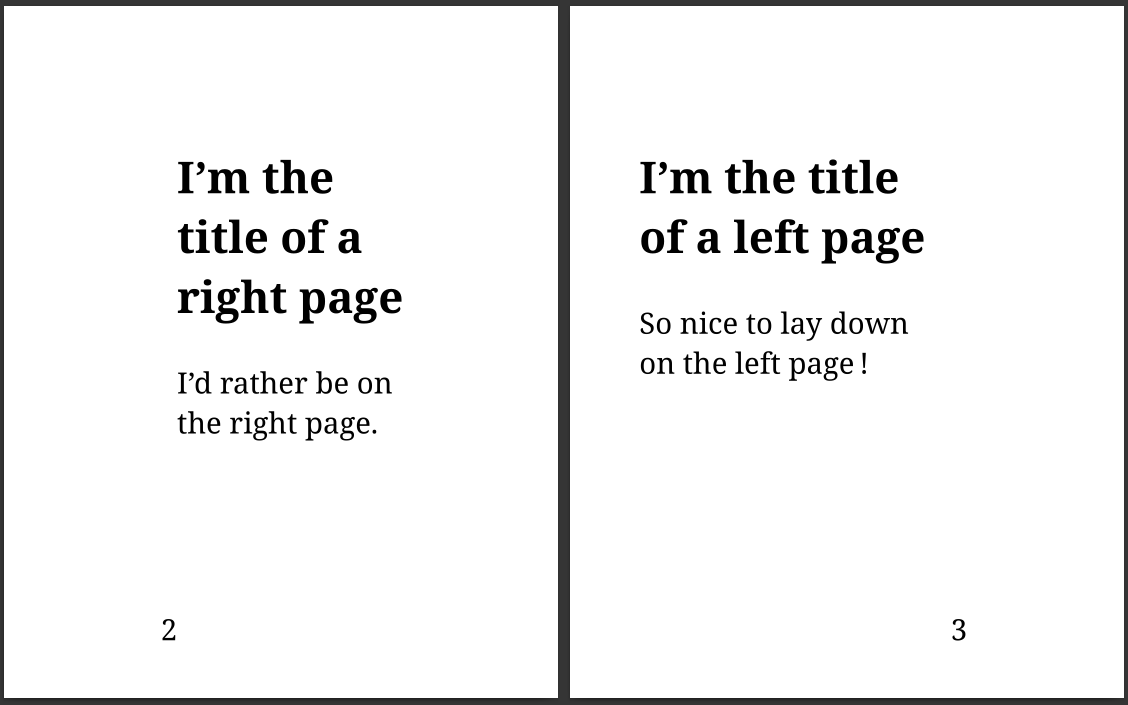 I’m the
title of a
right page
I’d rather be on
the right page.
2
I’m the title
of a left page
So nice to lay down
on the left page !
3